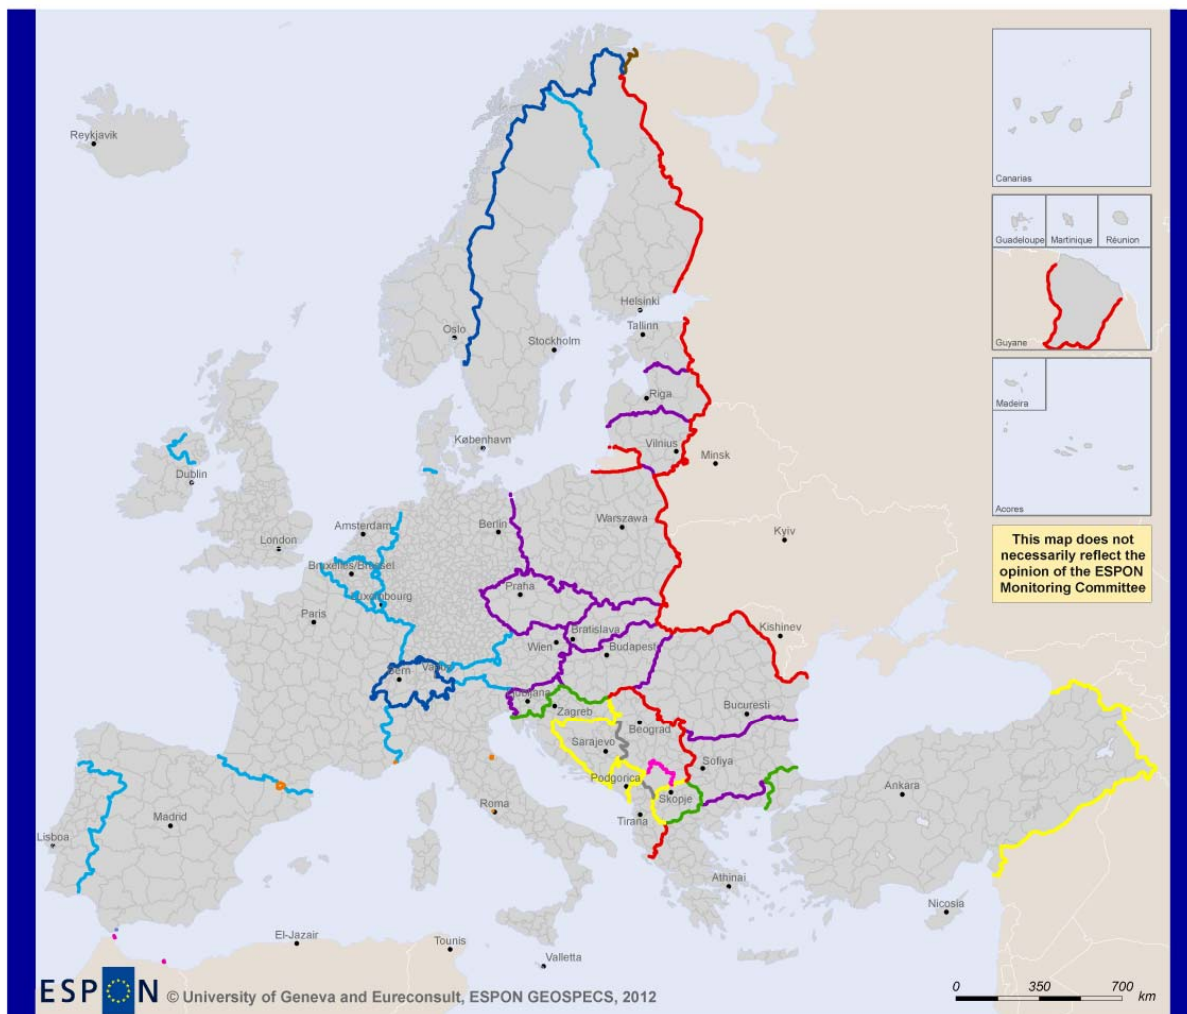 Reykjavik
Canarias
Guadeloupe
Martinique
Réunion
Guyane
Madeira
Acores
This map does not
necessarily reflect the
opinion of the ESPON
Monitoring Committee
Helsinki
Oslo
Tallinn
Stockholm
Riga
København
Vilnius
Minsk
Dublin
Amsterdam
Berlin
Warszawa
London
Kyiv
Bruxelles/Brussel
Praha
Luxembourg
Paris
Kishinev
Bratislava
Wien
Budapest
Vaduz
Bern
Ljubljana
Zagreb
Bucuresti
Beograd
Sarajevo
Sofiya
Podgorica
Skopje
Ankara
Roma
Madrid
Tirana
Lisboa
Athinai
Nicosia
El-Jazair
Tounis
Valletta
ESPON © University of Geneva and Eureconsult, ESPON GEOSPECS, 2012
0 350 700
km